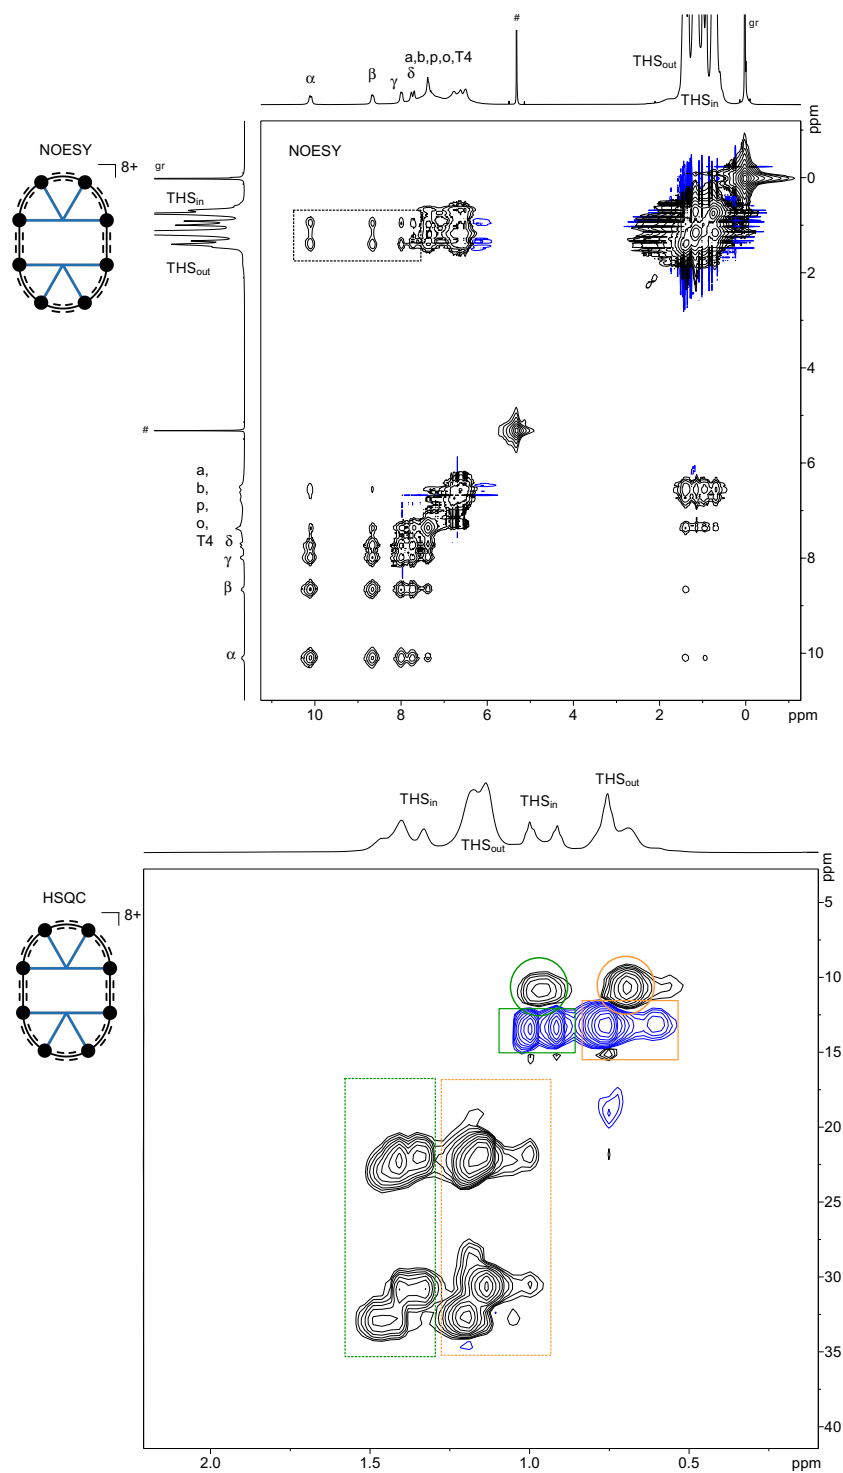 #
gr
a,b,p,o,T4
THSout
α
β
γ
δ
THSin
ppm
NOESY
8+
gr
NOESY
THSin
THSout
0
2
4
6
8
10
#
a,
b,
p,
o,
T4 δ
γ
β
α
10
8
6
4
2
0
ppm
THSin
THSin
THSout
THSout
ppm
HSQC
8+
5
10
15
20
25
30
35
40
2.0
1.5
1.0
0.5
ppm